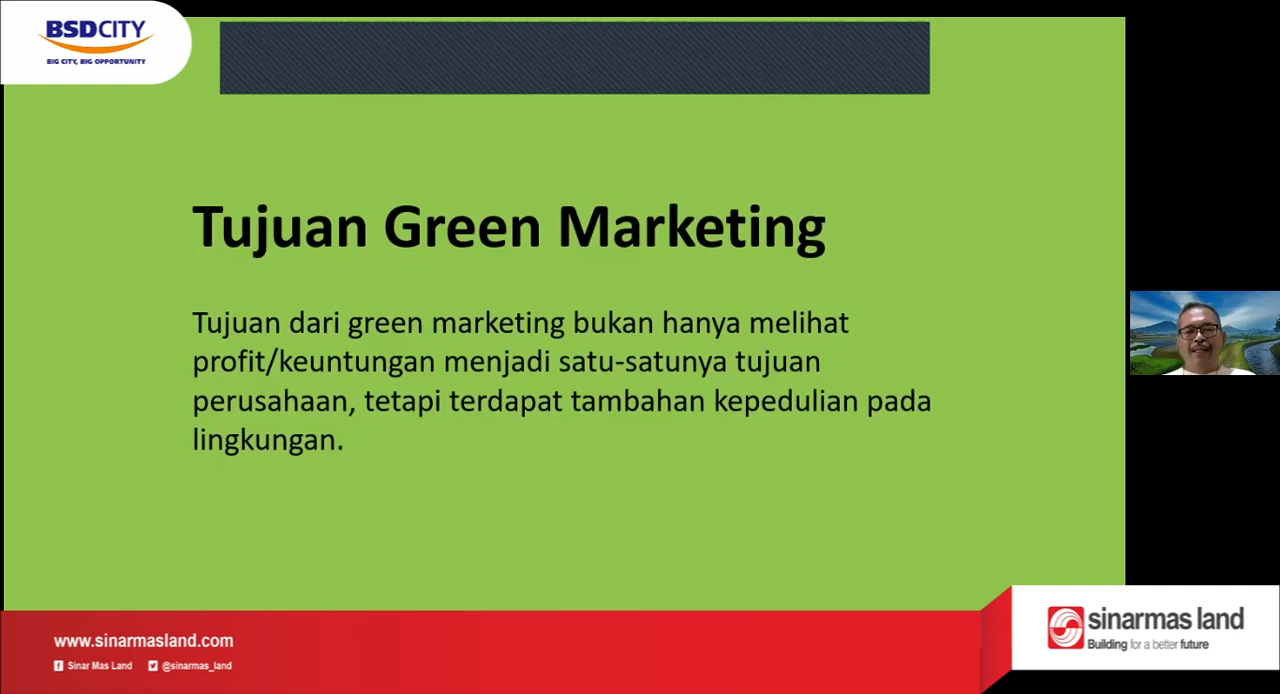 BSDCITY
BIG CITY, BIG OPPORTUNITY
Tujuan Green Marketing
Tujuan dari green marketing bukan hanya melihat
profit/keuntungan menjadi satu-satunya tujuan
perusahaan, tetapi terdapat tambahan kepedulian pada
lingkungan.
www.sinarmasland.com
Sinar Mas Land @sinarmas_land
sinarmas land
Building for a better future